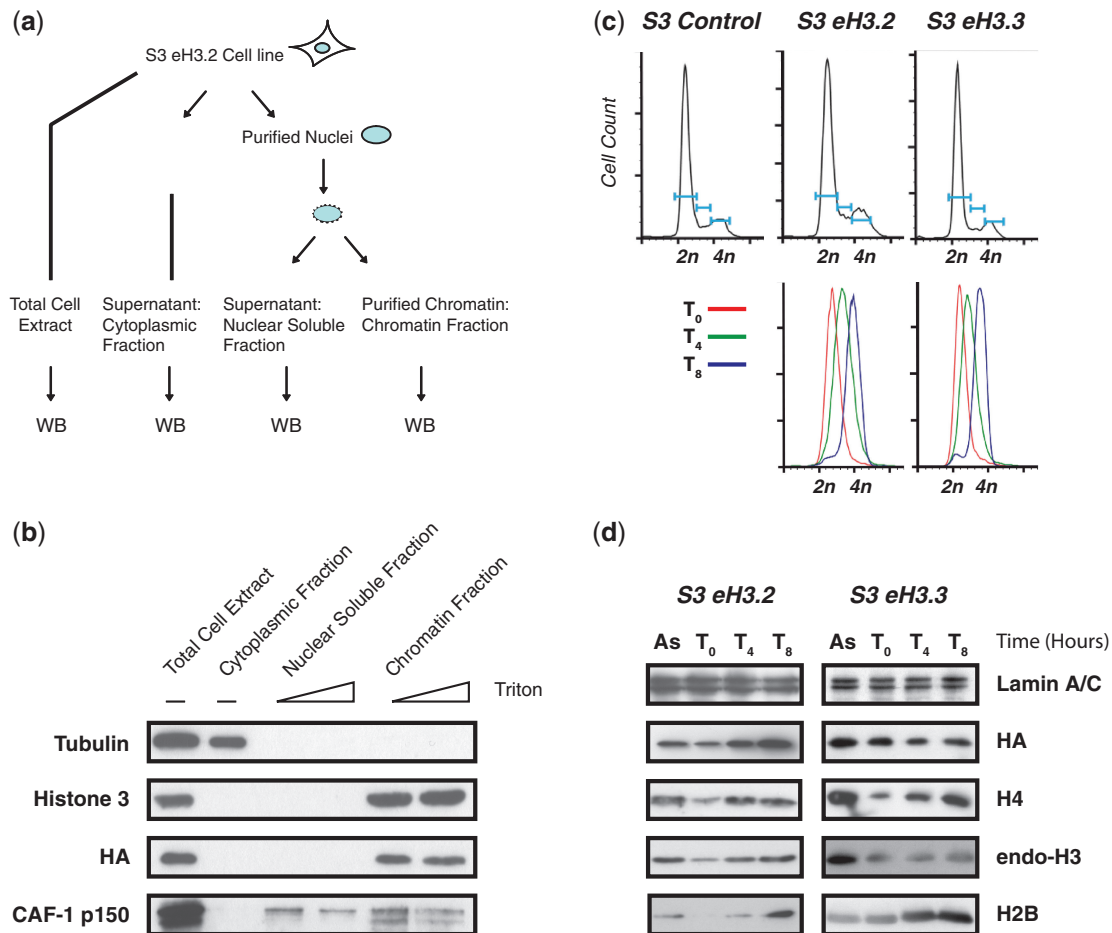 (a)
S3 eH3.2 Cell line
Purified Nuclei
Total Cell
Extract
Supernatant:
Cytoplasmic
Fraction
Supernatant:
Nuclear Soluble
Fraction
Purified Chromatin:
Chromatin Fraction
WB WB WB WB
(b)
Total Cell Extract
Cytoplasmic Fraction
Nuclear Soluble Fraction
Chromatin Fraction
Triton
Tubulin
Histone 3
HA
CAF-1 p150
(c)
S3 Control S3 eH3.2 S3 eH3.3
Cell Count
2n 4n 2n 4n 2n 4n
T0
T4
T8
2n 4n 2n 4n
(d)
S3 eH3.2 S3 eH3.3
As T0 T4 T8 As T0 T4 T8 Time (Hours)
Lamin A/C
HA
H4
endo-H3
H2B